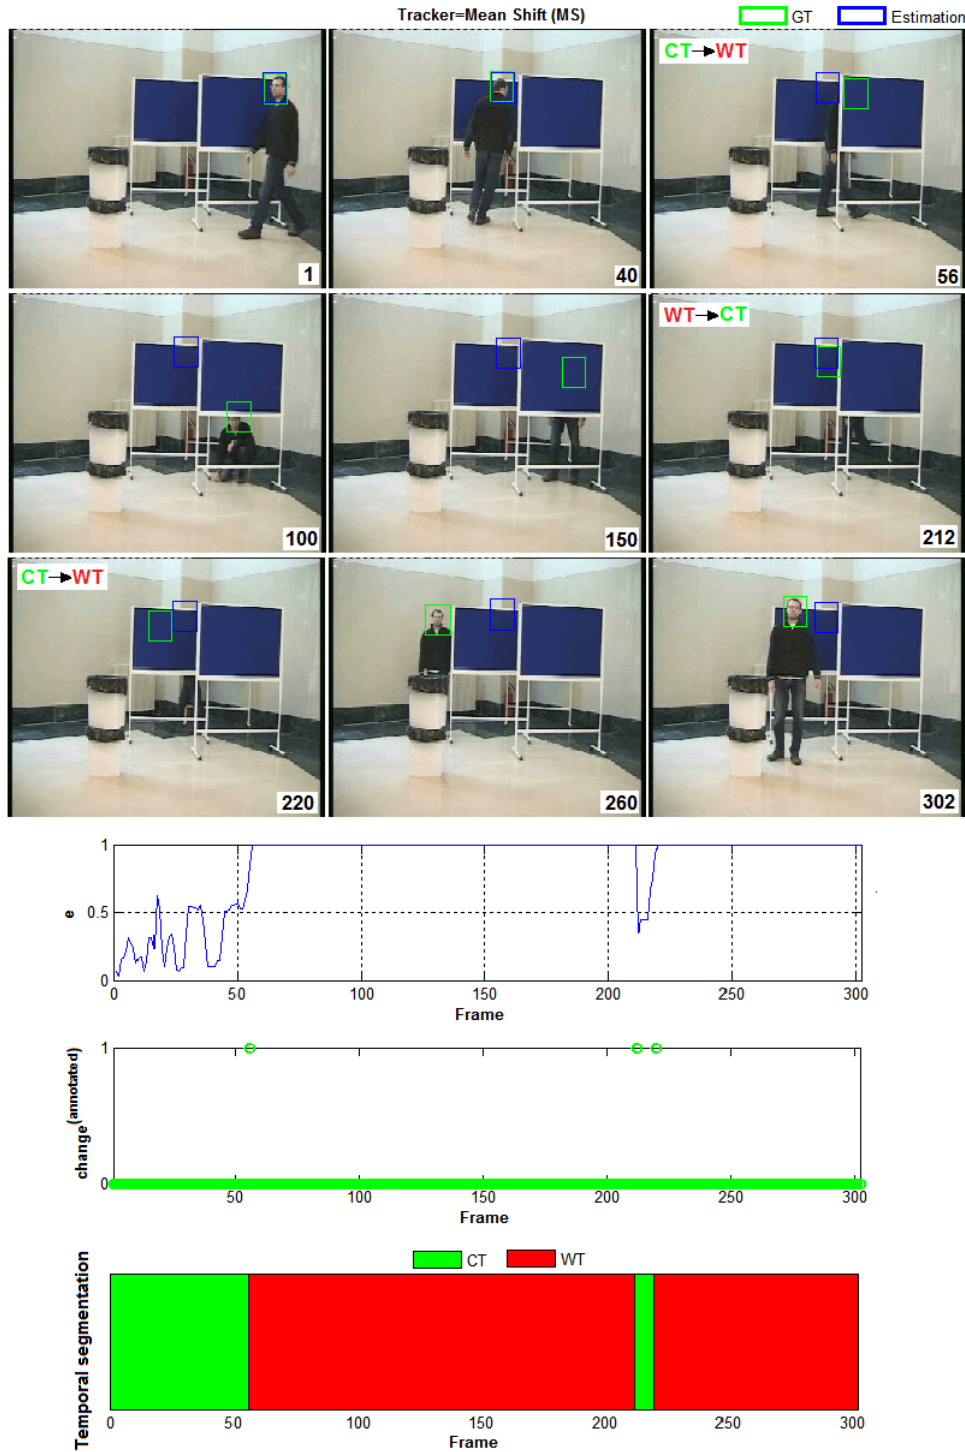 Tracker=Mean Shift (MS)
GT
Estimation
1
40
CT→WT
56
100
150
WT→CT
212
CT→WT
220
260
302
1
0.5
0
e
0 50 100 150 200 250 300
Frame
1
0
change(annotated)
50 100 150 200 250 300
Frame
CT
WT
Temporal segmentation
0 50 100 150 200 250 300
Frame